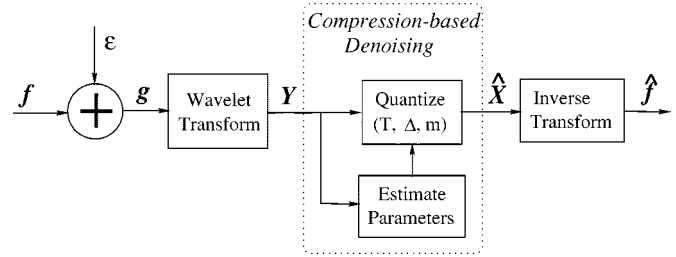 Compression-based
Denoising
ε
f
+
g
Wavelet
Transform
Y
Quantize
(T, Δ, m)
X̂
Inverse
Transform
f̂
Estimate
Parameters